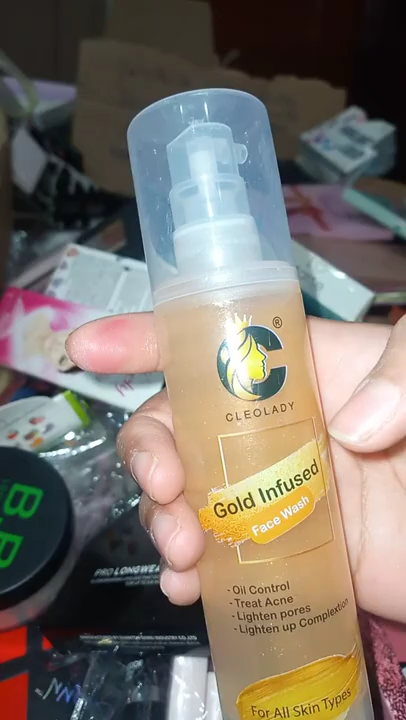 ®
CLEOLADY
Gold Infused
Face Wash
- Oil Control
- Treat Acne
- Lighten pores
- Lighten up Complextion
For All Skin Types
PRO LONGWEA
B.B